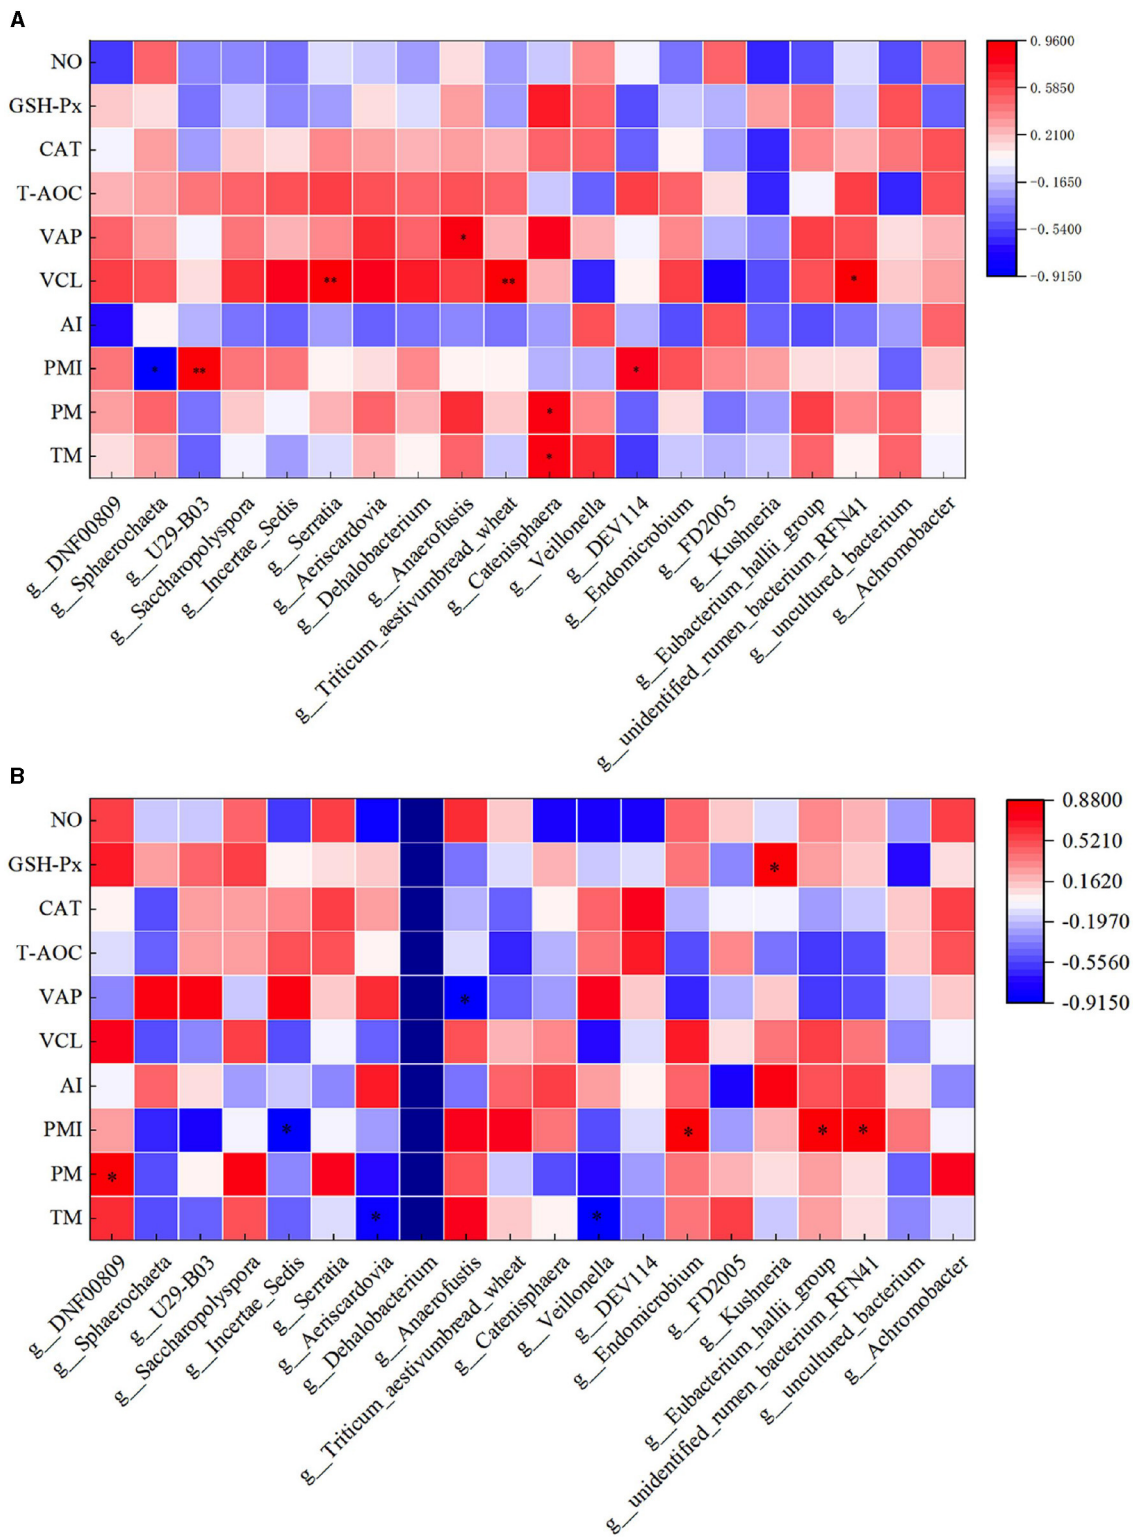 A
NO
GSH-Px
CAT
T-AOC
VAP
VCL
AI
PMI
PM
TM
*
** ** *
* ** *
*
*
0.9600
0.5850
0.2100
-0.1650
-0.5400
-0.9150
g__DNF00809
g__Sphaerochaeta
g__U29-B03
g__Saccharopolyspora
g__Incertae_Sedis
g__Serratia
g__Aeriscardovia
g__Dehalobacterium
g__Anaerofustis
g__Triticum_aestivumbread_wheat
g__Catenisphaera
g__Veillonella
g__DEV114
g__Endomicrobium
g__FD2005
g__Kushneria
g__Eubacterium_hallii_group
g__unidentified_rumen_bacterium_RFN41
g__uncultured_bacterium
g__Achromobacter
B
NO
GSH-Px
CAT
T-AOC
VAP
VCL
AI
PMI
PM
TM
*
*
* * * *
*
* *
0.8800
0.5210
0.1620
-0.1970
-0.5560
-0.9150
g__DNF00809
g__Sphaerochaeta
g__U29-B03
g__Saccharopolyspora
g__Incertae_Sedis
g__Serratia
g__Aeriscardovia
g__Dehalobacterium
g__Anaerofustis
g__Triticum_aestivumbread_wheat
g__Catenisphaera
g__Veillonella
g__DEV114
g__Endomicrobium
g__FD2005
g__Kushneria
g__Eubacterium_hallii_group
g__unidentified_rumen_bacterium_RFN41
g__uncultured_bacterium
g__Achromobacter